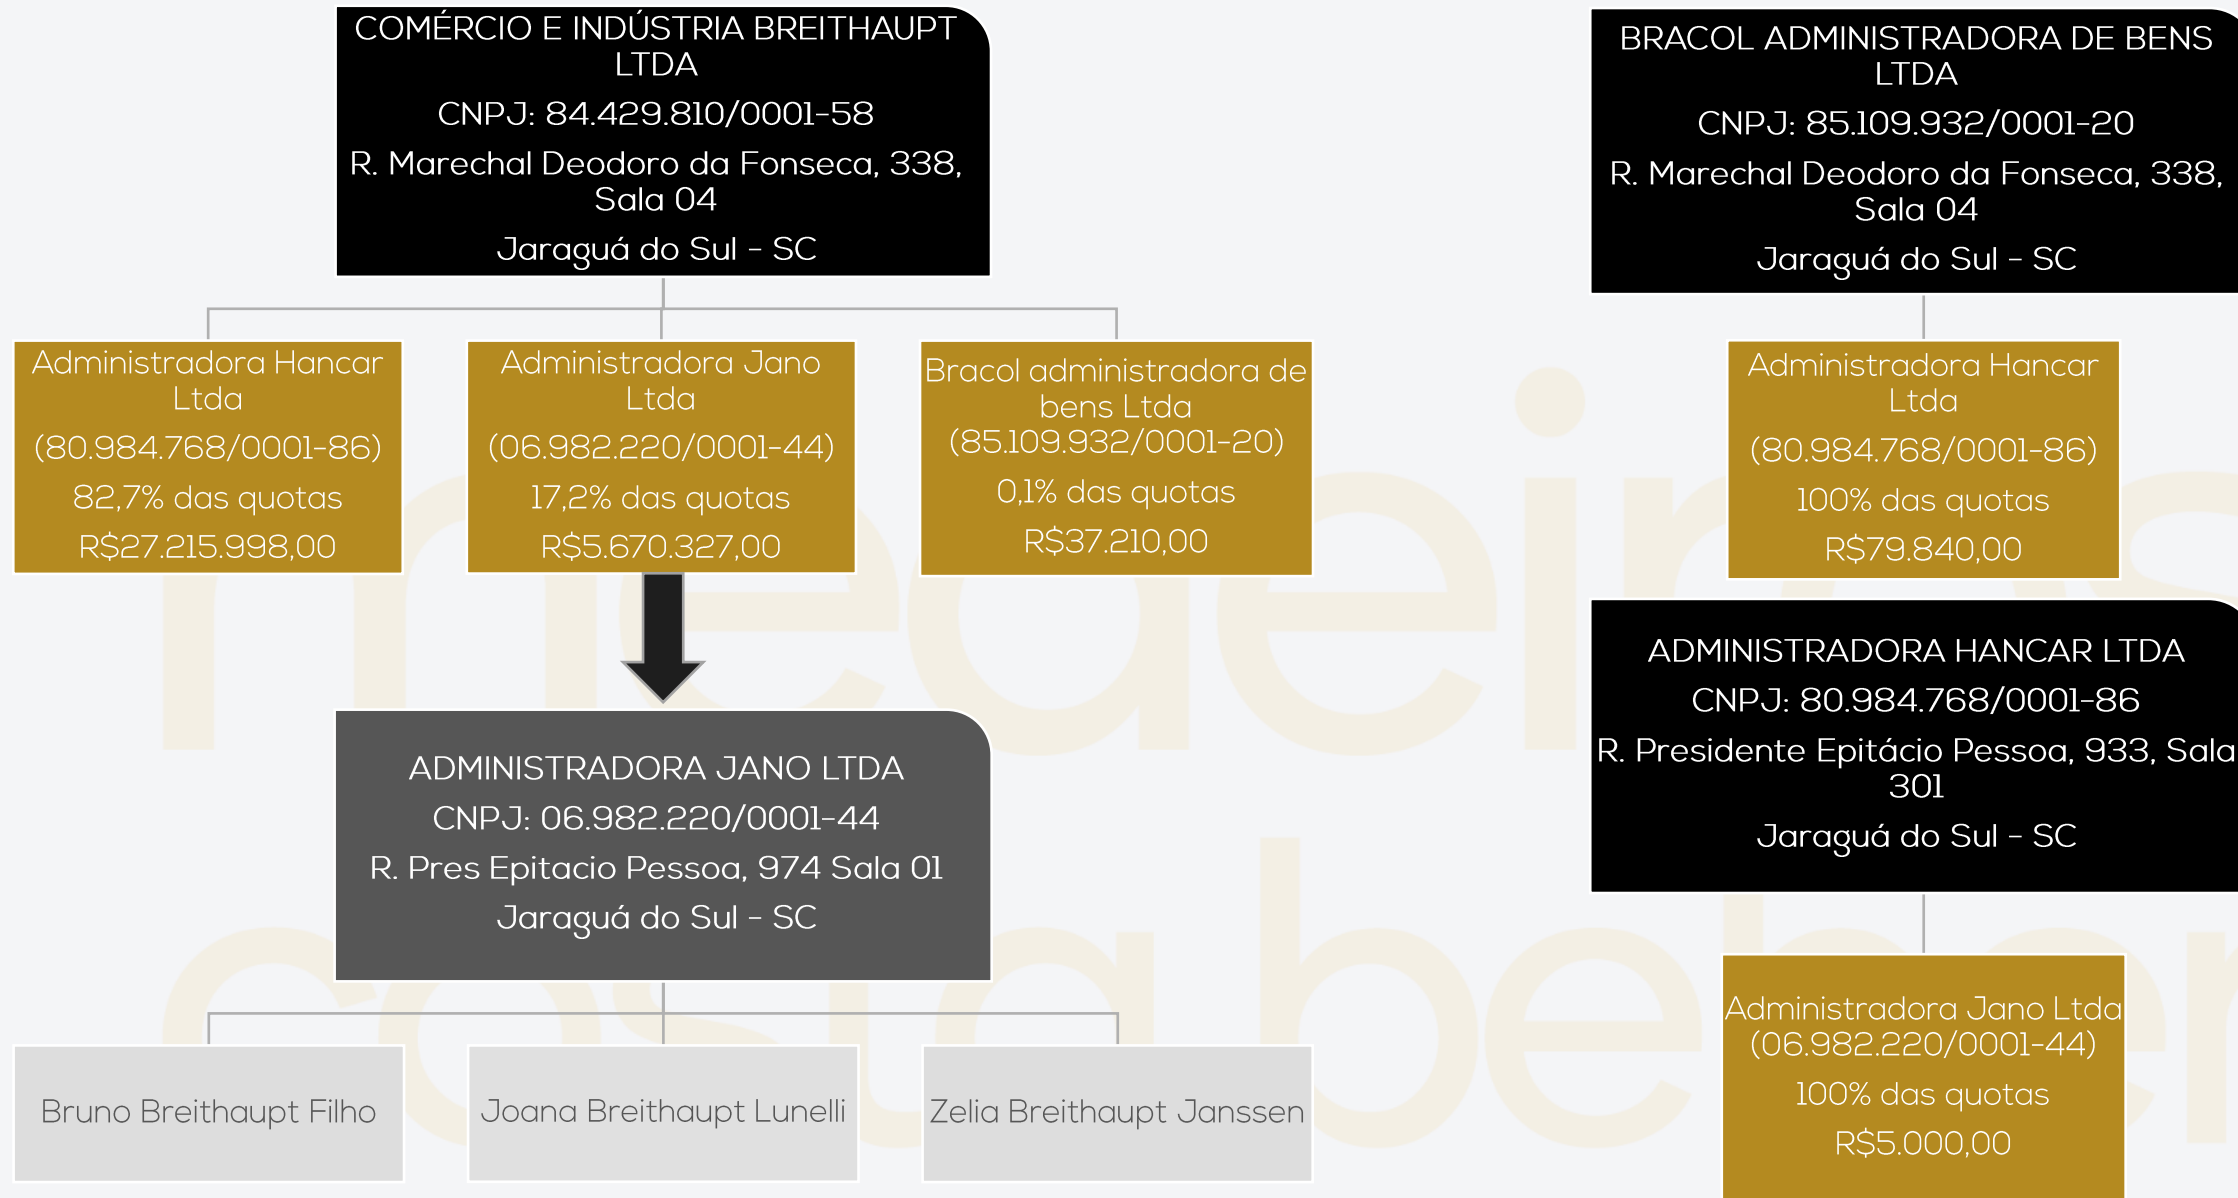 COMÉRCIO E INDÚSTRIA BREITHAUPT
LTDA
CNPJ: 84.429.810/0001-58
R. Marechal Deodoro da Fonseca, 338,
Sala 04
Jaraguá do Sul - SC
Administradora Hancar
Ltda
(80.984.768/0001-86)
82,7% das quotas
R$27.215.998,00
Administradora Jano
Ltda
(06.982.220/0001-44)
17,2% das quotas
R$5.670.327,00
Bracol administradora de
bens Ltda
(85.109.932/0001-20)
0,1% das quotas
R$37.210,00
ADMINISTRADORA JANO LTDA
CNPJ: 06.982.220/0001-44
R. Pres Epitacio Pessoa, 974 Sala 01
Jaraguá do Sul - SC
Bruno Breithaupt Filho
Joana Breithaupt Lunelli
Zelia Breithaupt Janssen
BRACOL ADMINISTRADORA DE BENS
LTDA
CNPJ: 85.109.932/0001-20
R. Marechal Deodoro da Fonseca, 338,
Sala 04
Jaraguá do Sul - SC
Administradora Hancar
Ltda
(80.984.768/0001-86)
100% das quotas
R$79.840,00
ADMINISTRADORA HANCAR LTDA
CNPJ: 80.984.768/0001-86
R. Presidente Epitácio Pessoa, 933, Sala
301
Jaraguá do Sul - SC
Administradora Jano Ltda
(06.982.220/0001-44)
100% das quotas
R$5.000,00